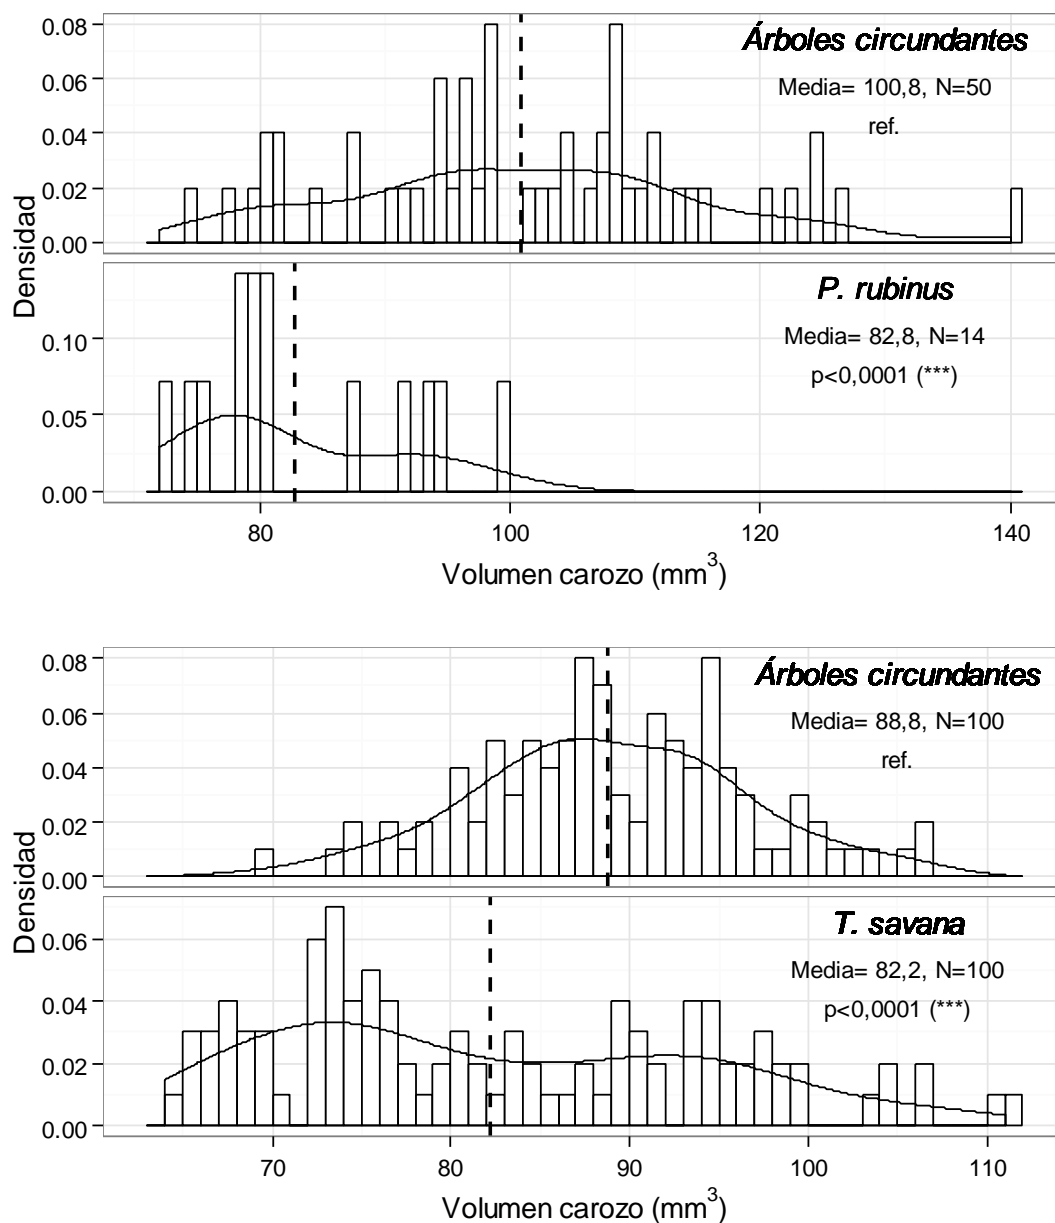 0.08
0.06
0.04
0.02
0.00
Árboles circundantes
Media= 100,8, N=50
ref.
Densidad
0.10
0.05
0.00
P. rubinus
Media= 82,8, N=14
p<0,0001 (***)
80 100 120 140
Volumen carozo (mm³)
0.08
0.06
0.04
0.02
0.00
Árboles circundantes
Media= 88,8, N=100
ref.
Densidad
0.06
0.04
0.02
0.00
T. savana
Media= 82,2, N=100
p<0,0001 (***)
70 80 90 100 110
Volumen carozo (mm³)